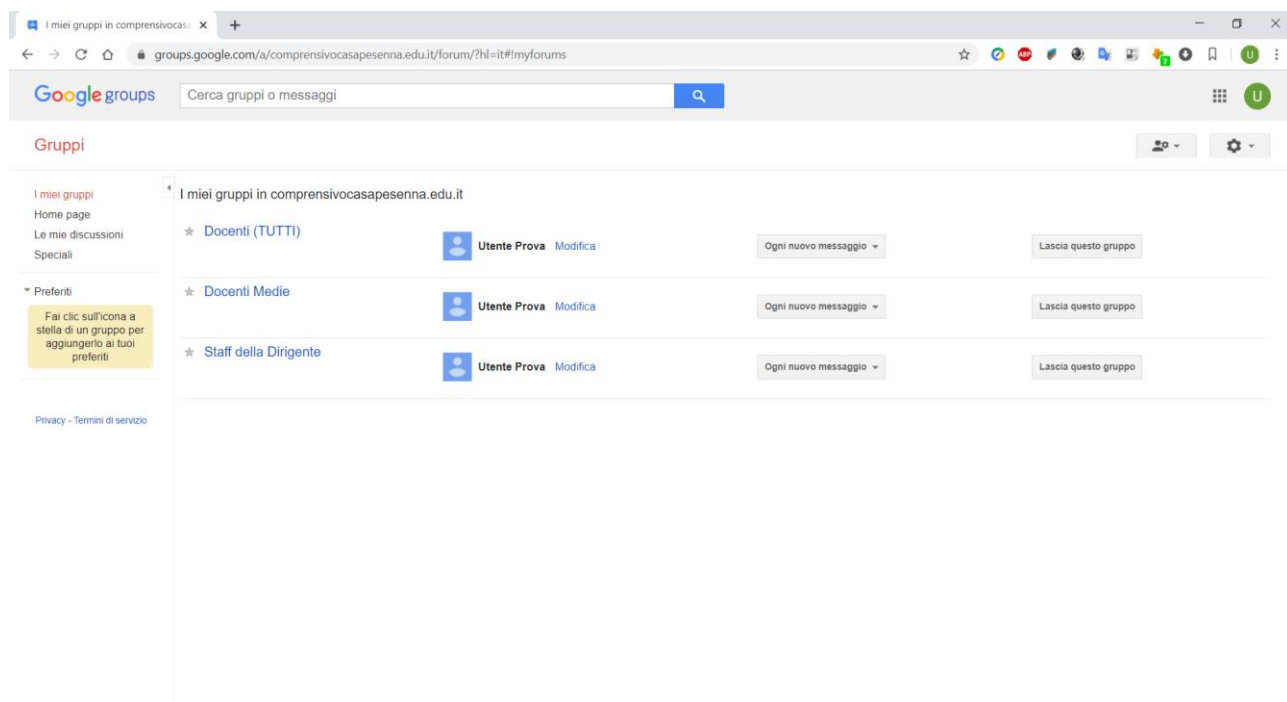 I miei gruppi in comprensivocasa
groups.google.com/a/comprensivocasapesenna.edu.it/forum/?hl=it#!myforums
ABP
7
U
Google groups
Cerca gruppi o messaggi
U
Gruppi
I miei gruppi
Home page
Le mie discussioni
Speciali
Preferiti
Fai clic sull'icona a
stella di un gruppo per
aggiungerlo ai tuoi
preferiti
Privacy - Termini di servizio
I miei gruppi in comprensivocasapesenna.edu.it
Docenti (TUTTI)
Utente Prova Modifica
Ogni nuovo messaggio
Lascia questo gruppo
Docenti Medie
Utente Prova Modifica
Ogni nuovo messaggio
Lascia questo gruppo
Staff della Dirigente
Utente Prova Modifica
Ogni nuovo messaggio
Lascia questo gruppo